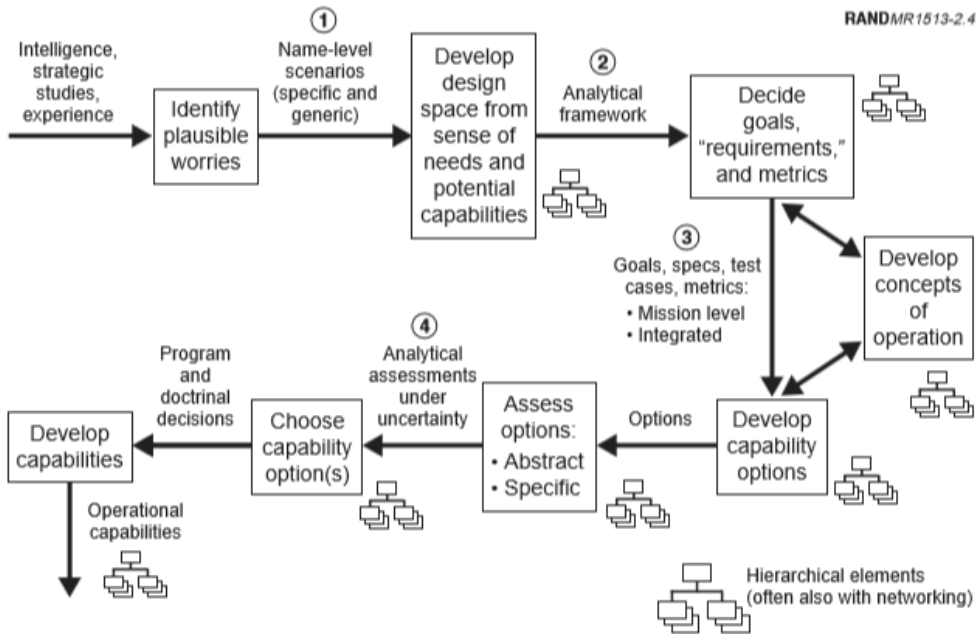 RANDMR1513-2.4
Intelligence,
strategic
studies,
experience
Identify
plausible
worries
1
Name-level
scenarios
(specific and
generic)
Develop
design
space from
sense of
needs and
potential
capabilities
2
Analytical
framework
Decide
goals,
“requirements,”
and metrics
3
Goals, specs, test
cases, metrics:
• Mission level
• Integrated
Develop
concepts
of
operation
Develop
capability
options
Options
Assess
options:
• Abstract
• Specific
4
Analytical
assessments
under
uncertainty
Choose
capability
option(s)
Program
and
doctrinal
decisions
Develop
capabilities
Operational
capabilities
Hierarchical elements
(often also with networking)